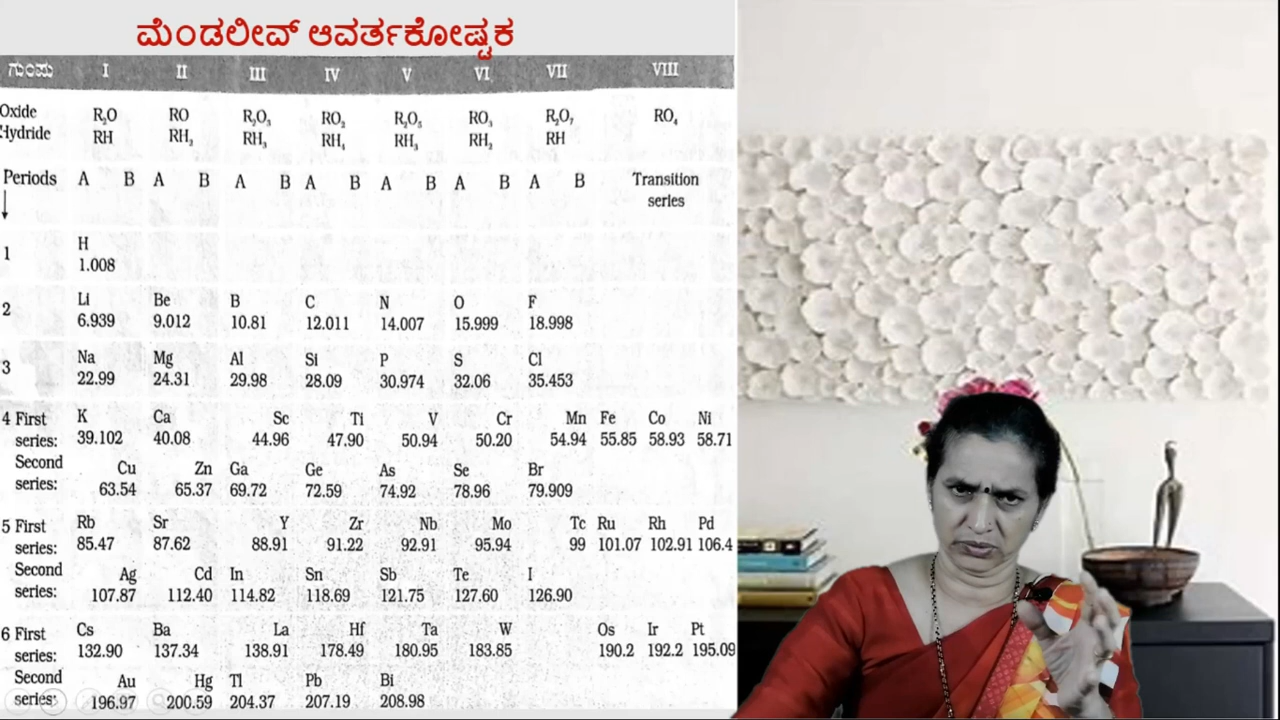 ಮೆಂಡಲೀವ್ ಆವರ್ತಕೋಷ್ಟಕ
ಗುಂಪು I II III IV V VI VII VIII
Oxide R₂O RO R₂O₃ RO₂ R₂O₅ RO₃ R₂O₇ RO₄
Hydride RH RH₂ RH₃ RH₄ RH₃ RH₂ RH
Periods A B A B A B A B A B A B A B Transition
↓ series
1 H
1.008
2 Li Be B C N O F
6.939 9.012 10.81 12.011 14.007 15.999 18.998
3 Na Mg Al Si P S Cl
22.99 24.31 29.98 28.09 30.974 32.06 35.453
4 First K Ca Sc Ti V Cr Mn Fe Co Ni
series: 39.102 40.08 44.96 47.90 50.94 50.20 54.94 55.85 58.93 58.71
Second Cu Zn Ga Ge As Se Br
series: 63.54 65.37 69.72 72.59 74.92 78.96 79.909
5 First Rb Sr Y Zr Nb Mo Tc Ru Rh Pd
series: 85.47 87.62 88.91 91.22 92.91 95.94 99 101.07 102.91 106.4
Second Ag Cd In Sn Sb Te I
series: 107.87 112.40 114.82 118.69 121.75 127.60 126.90
6 First Cs Ba La Hf Ta W Os Ir Pt
series: 132.90 137.34 138.91 178.49 180.95 183.85 190.2 192.2 195.09
Second Au Hg Tl Pb Bi
series: 196.97 200.59 204.37 207.19 208.98